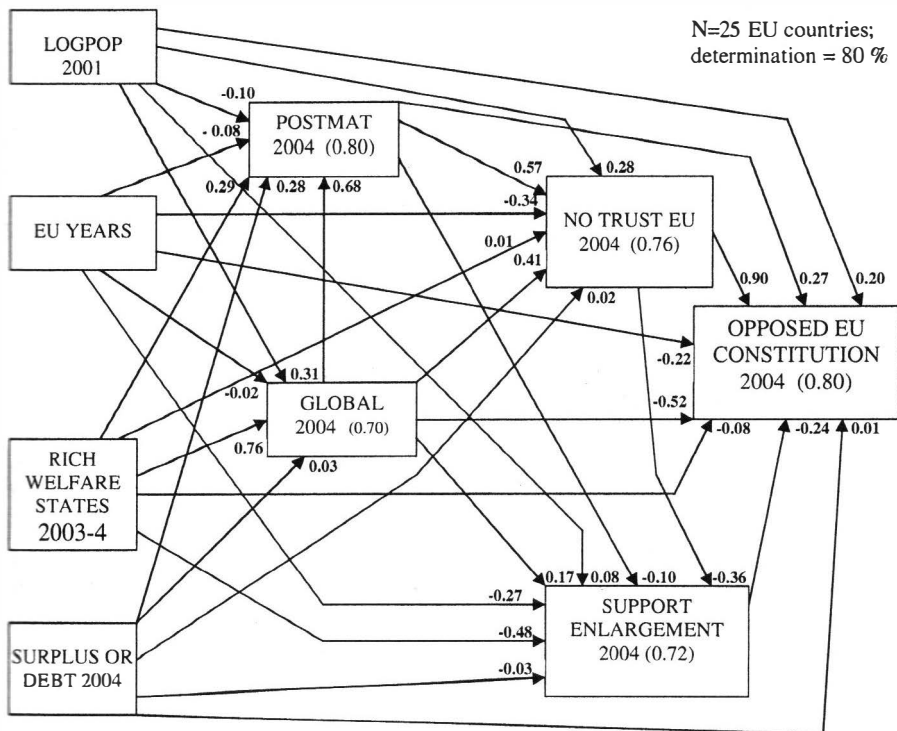 N=25 EU countries;
determination = 80 %
LOGPOP
2001
-0.10
- 0.08
POSTMAT
2004 (0.80)
0.29
0.28
0.68
0.57
0.28
-0.34
EU YEARS
NO TRUST EU
2004 (0.76)
0.01
0.41
0.02
0.90
0.27
0.20
OPPOSED EU
CONSTITUTION
2004 (0.80)
-0.22
-0.52
-0.08
-0.24
0.01
0.31
-0.02
GLOBAL
2004 (0.70)
0.76
0.03
RICH
WELFARE
STATES
2003-4
0.17
0.08
-0.10
-0.36
-0.27
SUPPORT
ENLARGEMENT
2004 (0.72)
-0.48
-0.03
SURPLUS OR
DEBT 2004